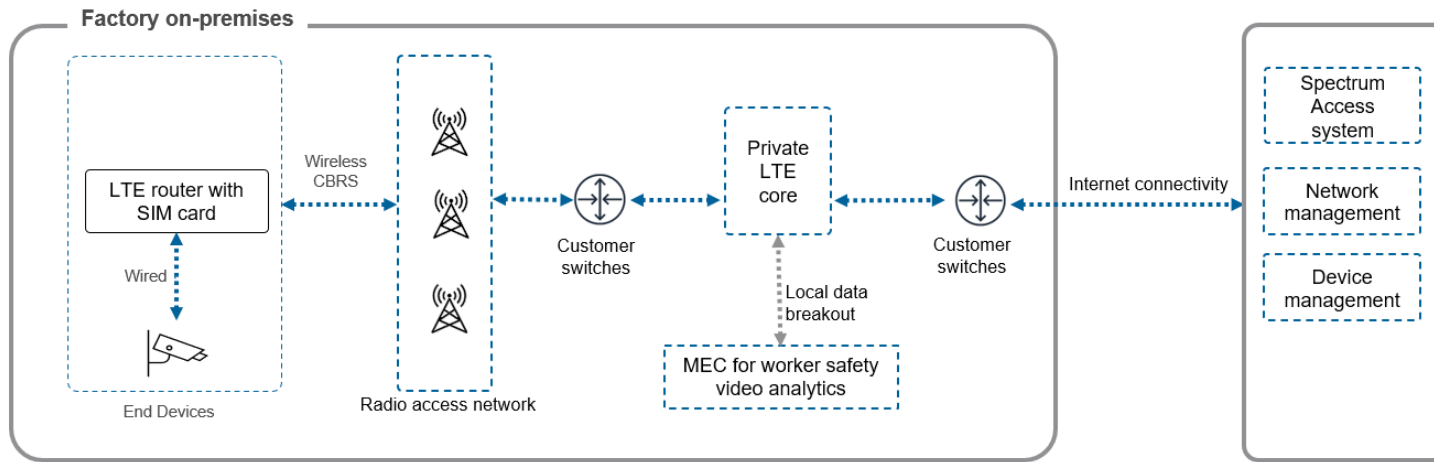 Factory on-premises
LTE router with
SIM card
Wired
End Devices
Wireless
CBRS
Radio access network
Customer
switches
Private
LTE
core
Local data
breakout
MEC for worker safety
video analytics
Customer
switches
Internet connectivity
Spectrum
Access
system
Network
management
Device
management